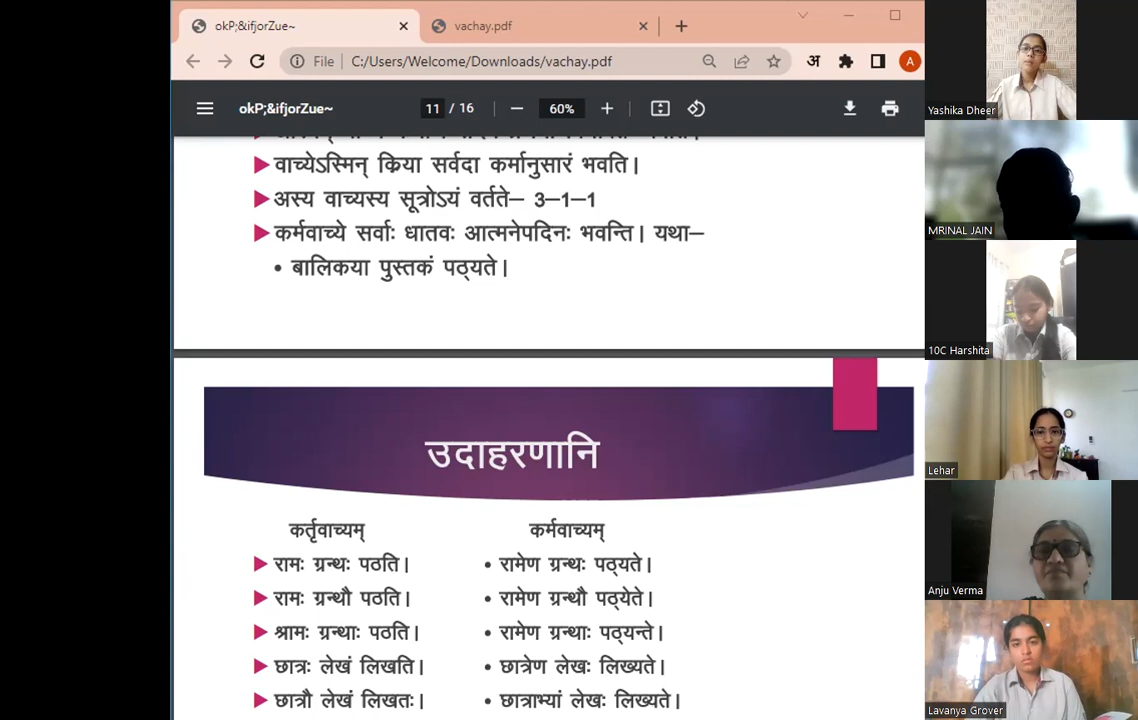 okP;&ifjorZue~
vachay.pdf
File C:/Users/Welcome/Downloads/vachay.pdf
अ
A
okP;&ifjorZue~
11 / 16
60%
वाच्येऽस्मिन् क्रिया सर्वदा कर्मानुसारं भवति।
अस्य वाच्यस्य सूत्रोऽयं वर्तते– 3–1–1
कर्मवाच्ये सर्वाः धातवः आत्मनेपदिनः भवन्ति। यथा–
• बालिकया पुस्तकं पठ्यते।
उदाहरणानि
कर्तृवाच्यम् कर्मवाच्यम्
रामः ग्रन्थः पठति। • रामेण ग्रन्थः पठ्यते।
रामः ग्रन्थौ पठति। • रामेण ग्रन्थौ पठ्येते।
श्रामः ग्रन्थाः पठति। • रामेण ग्रन्थाः पठ्यन्ते।
छात्रः लेखं लिखति। • छात्रेण लेखः लिख्यते।
छात्रौ लेखं लिखतः। • छात्राभ्यां लेखः लिख्यते।
Yashika Dheer
MRINAL JAIN
10C Harshita
Lehar
Anju Verma
Lavanya Grover